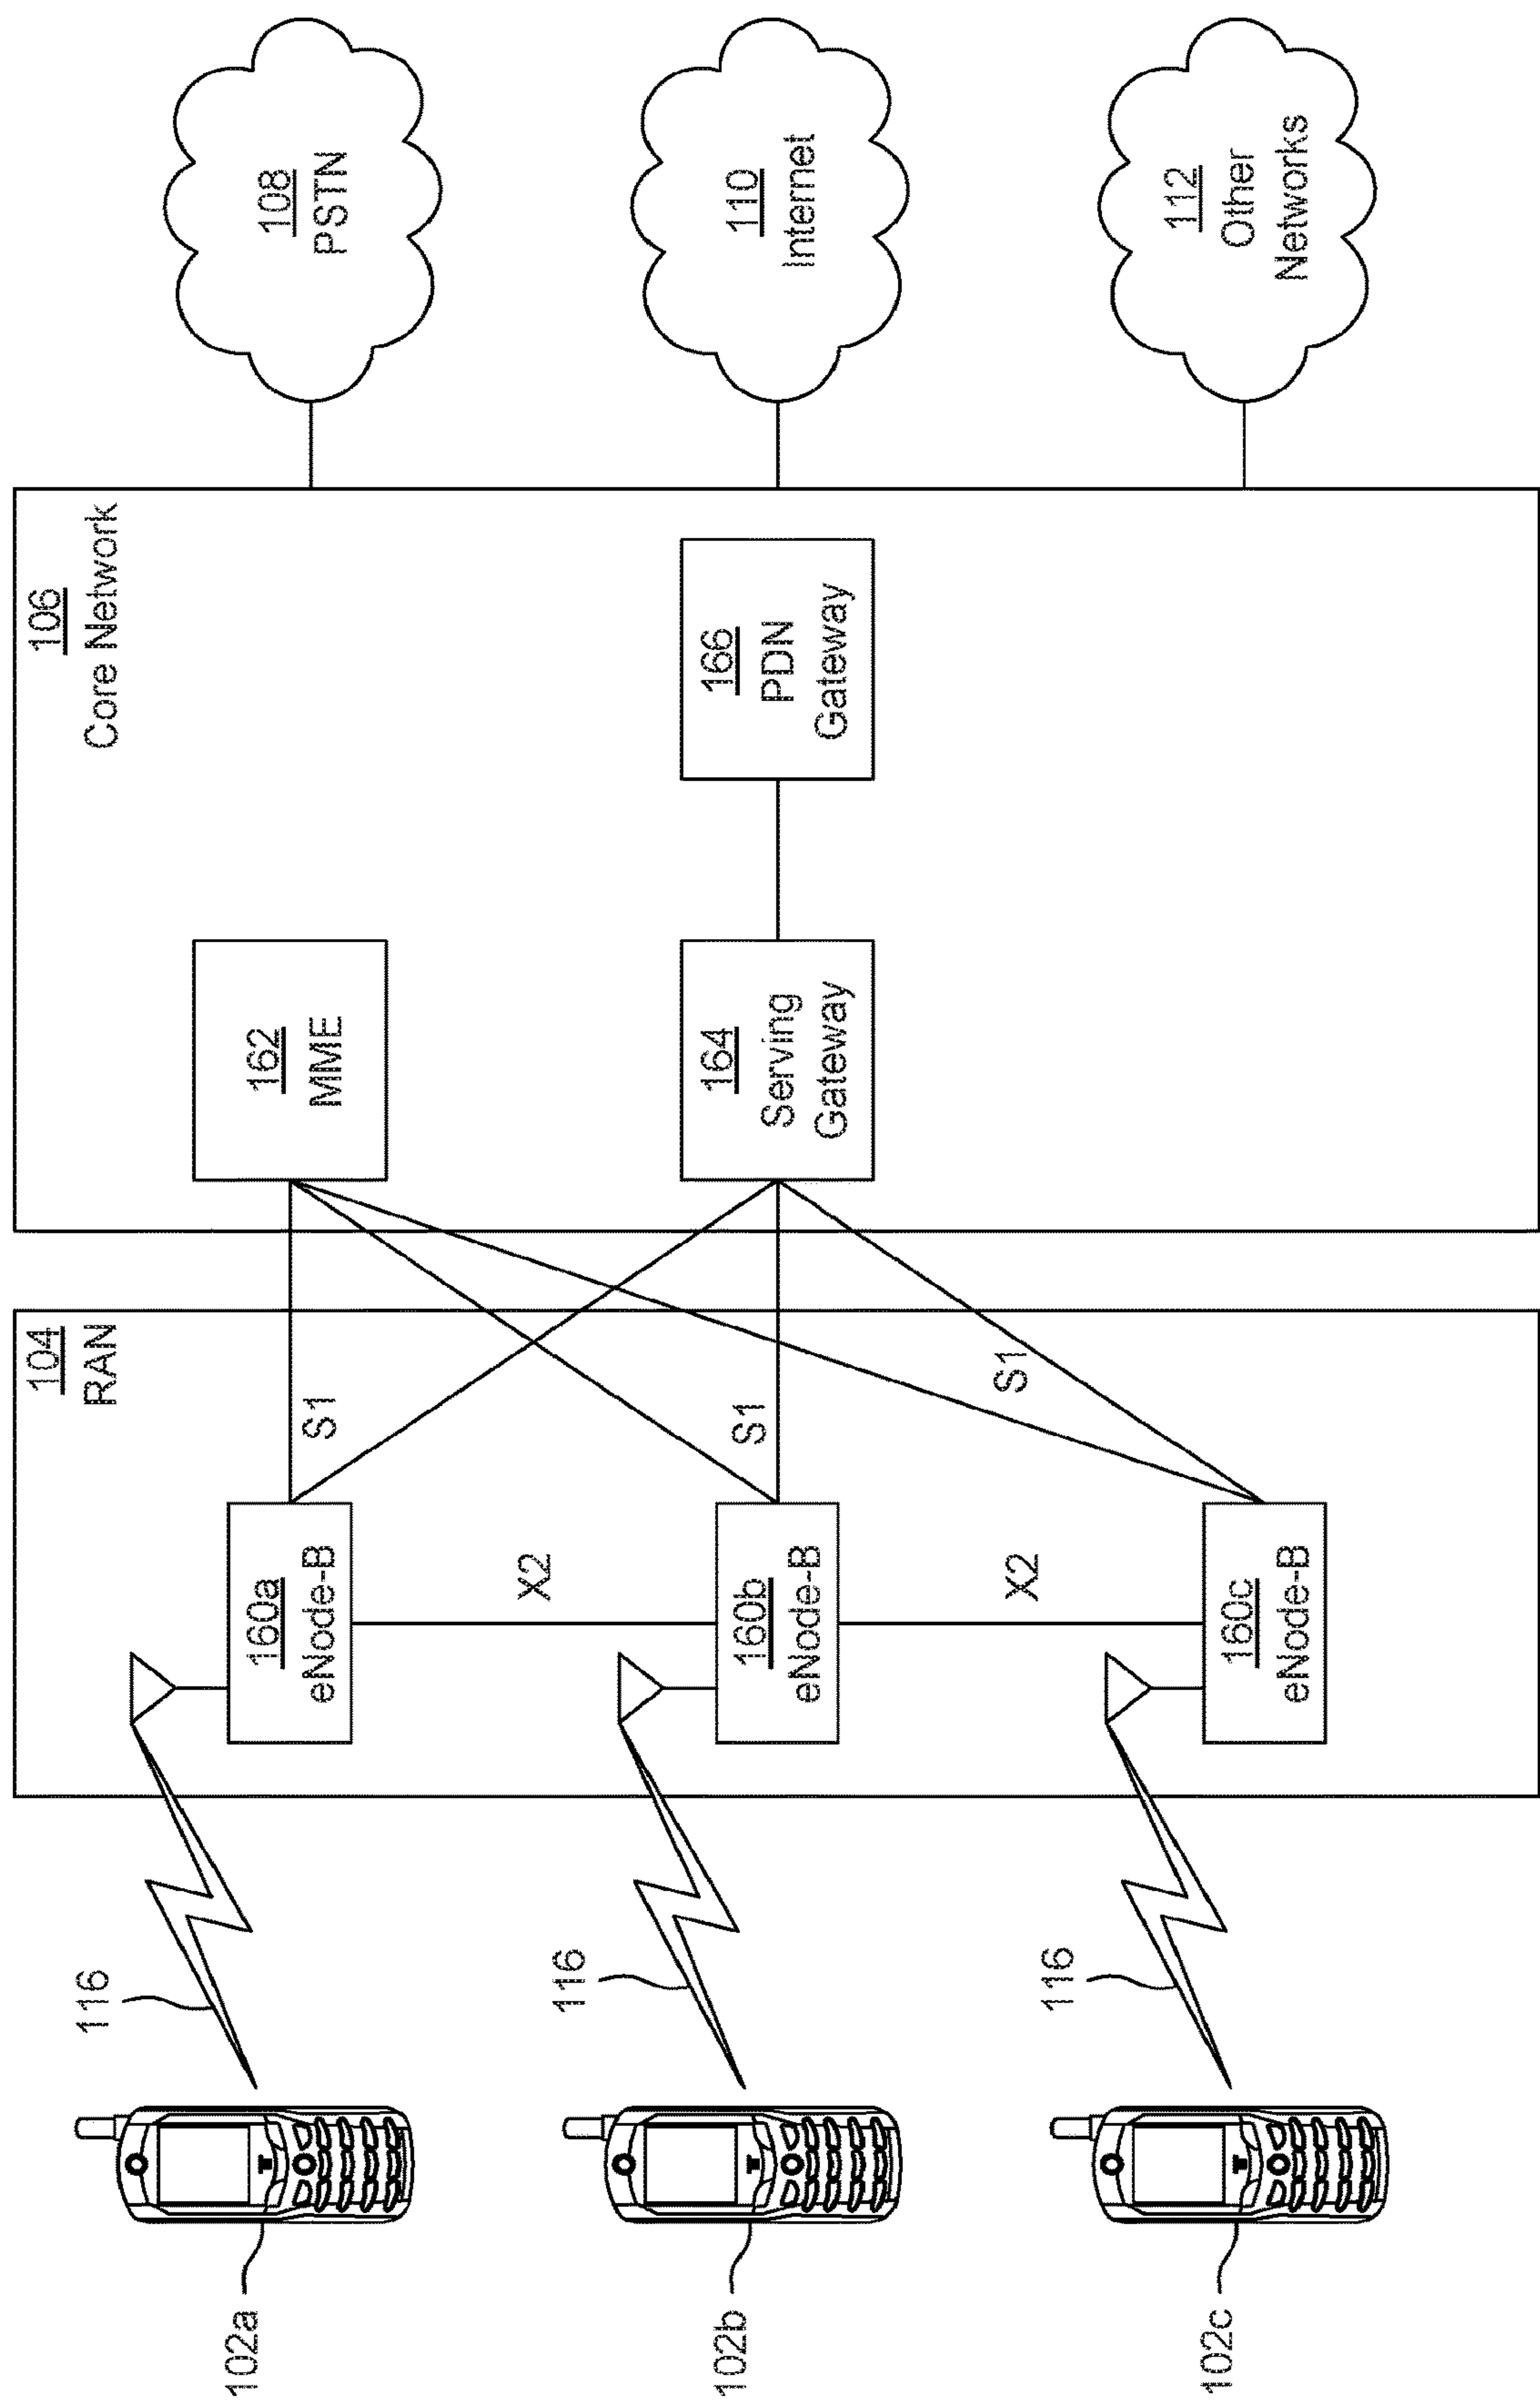 102a
116
160a
eNode-B
X2
S1
104
RAN
102b
116
160b
eNode-B
X2
S1
102c
116
160c
eNode-B
S1
106
Core Network
162
MME
164
Serving
Gateway
166
PDN
Gateway
108
PSTN
110
Internet
112
Other
Networks